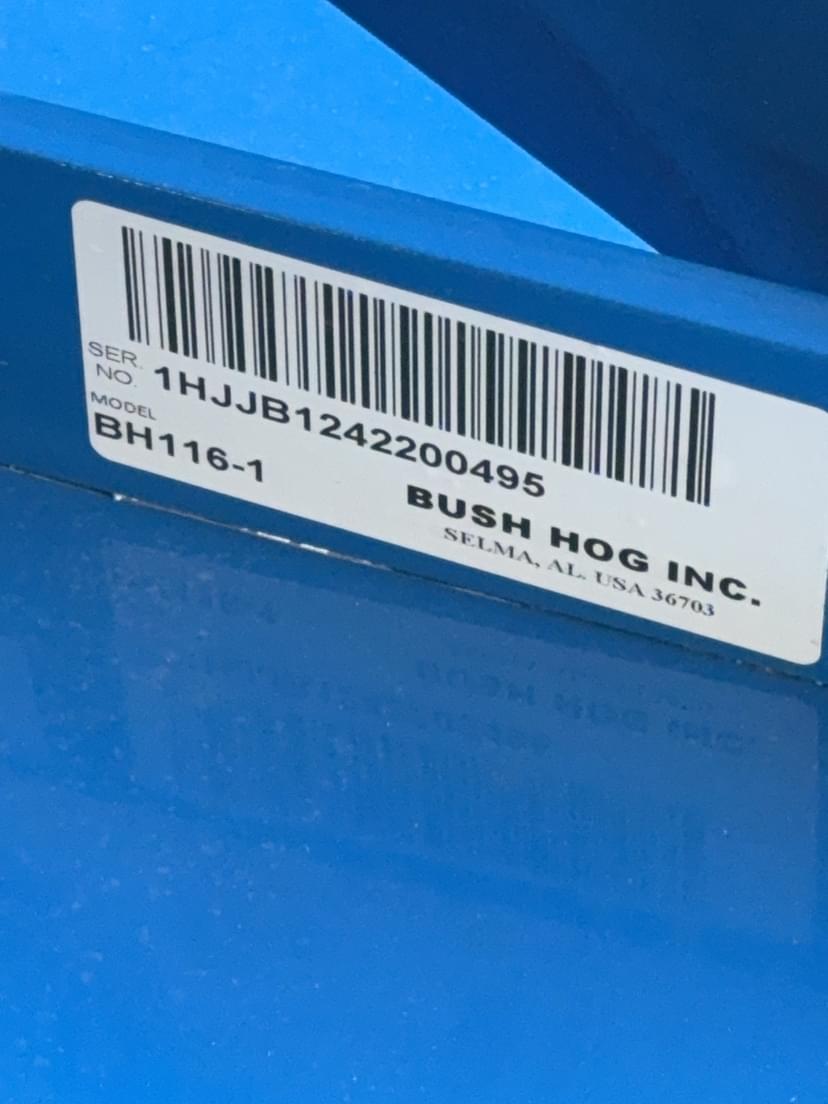 SER.
NO. 1HJJB1242200495
MODEL
BH116-1
BUSH HOG INC.
SELMA, AL. USA 36703